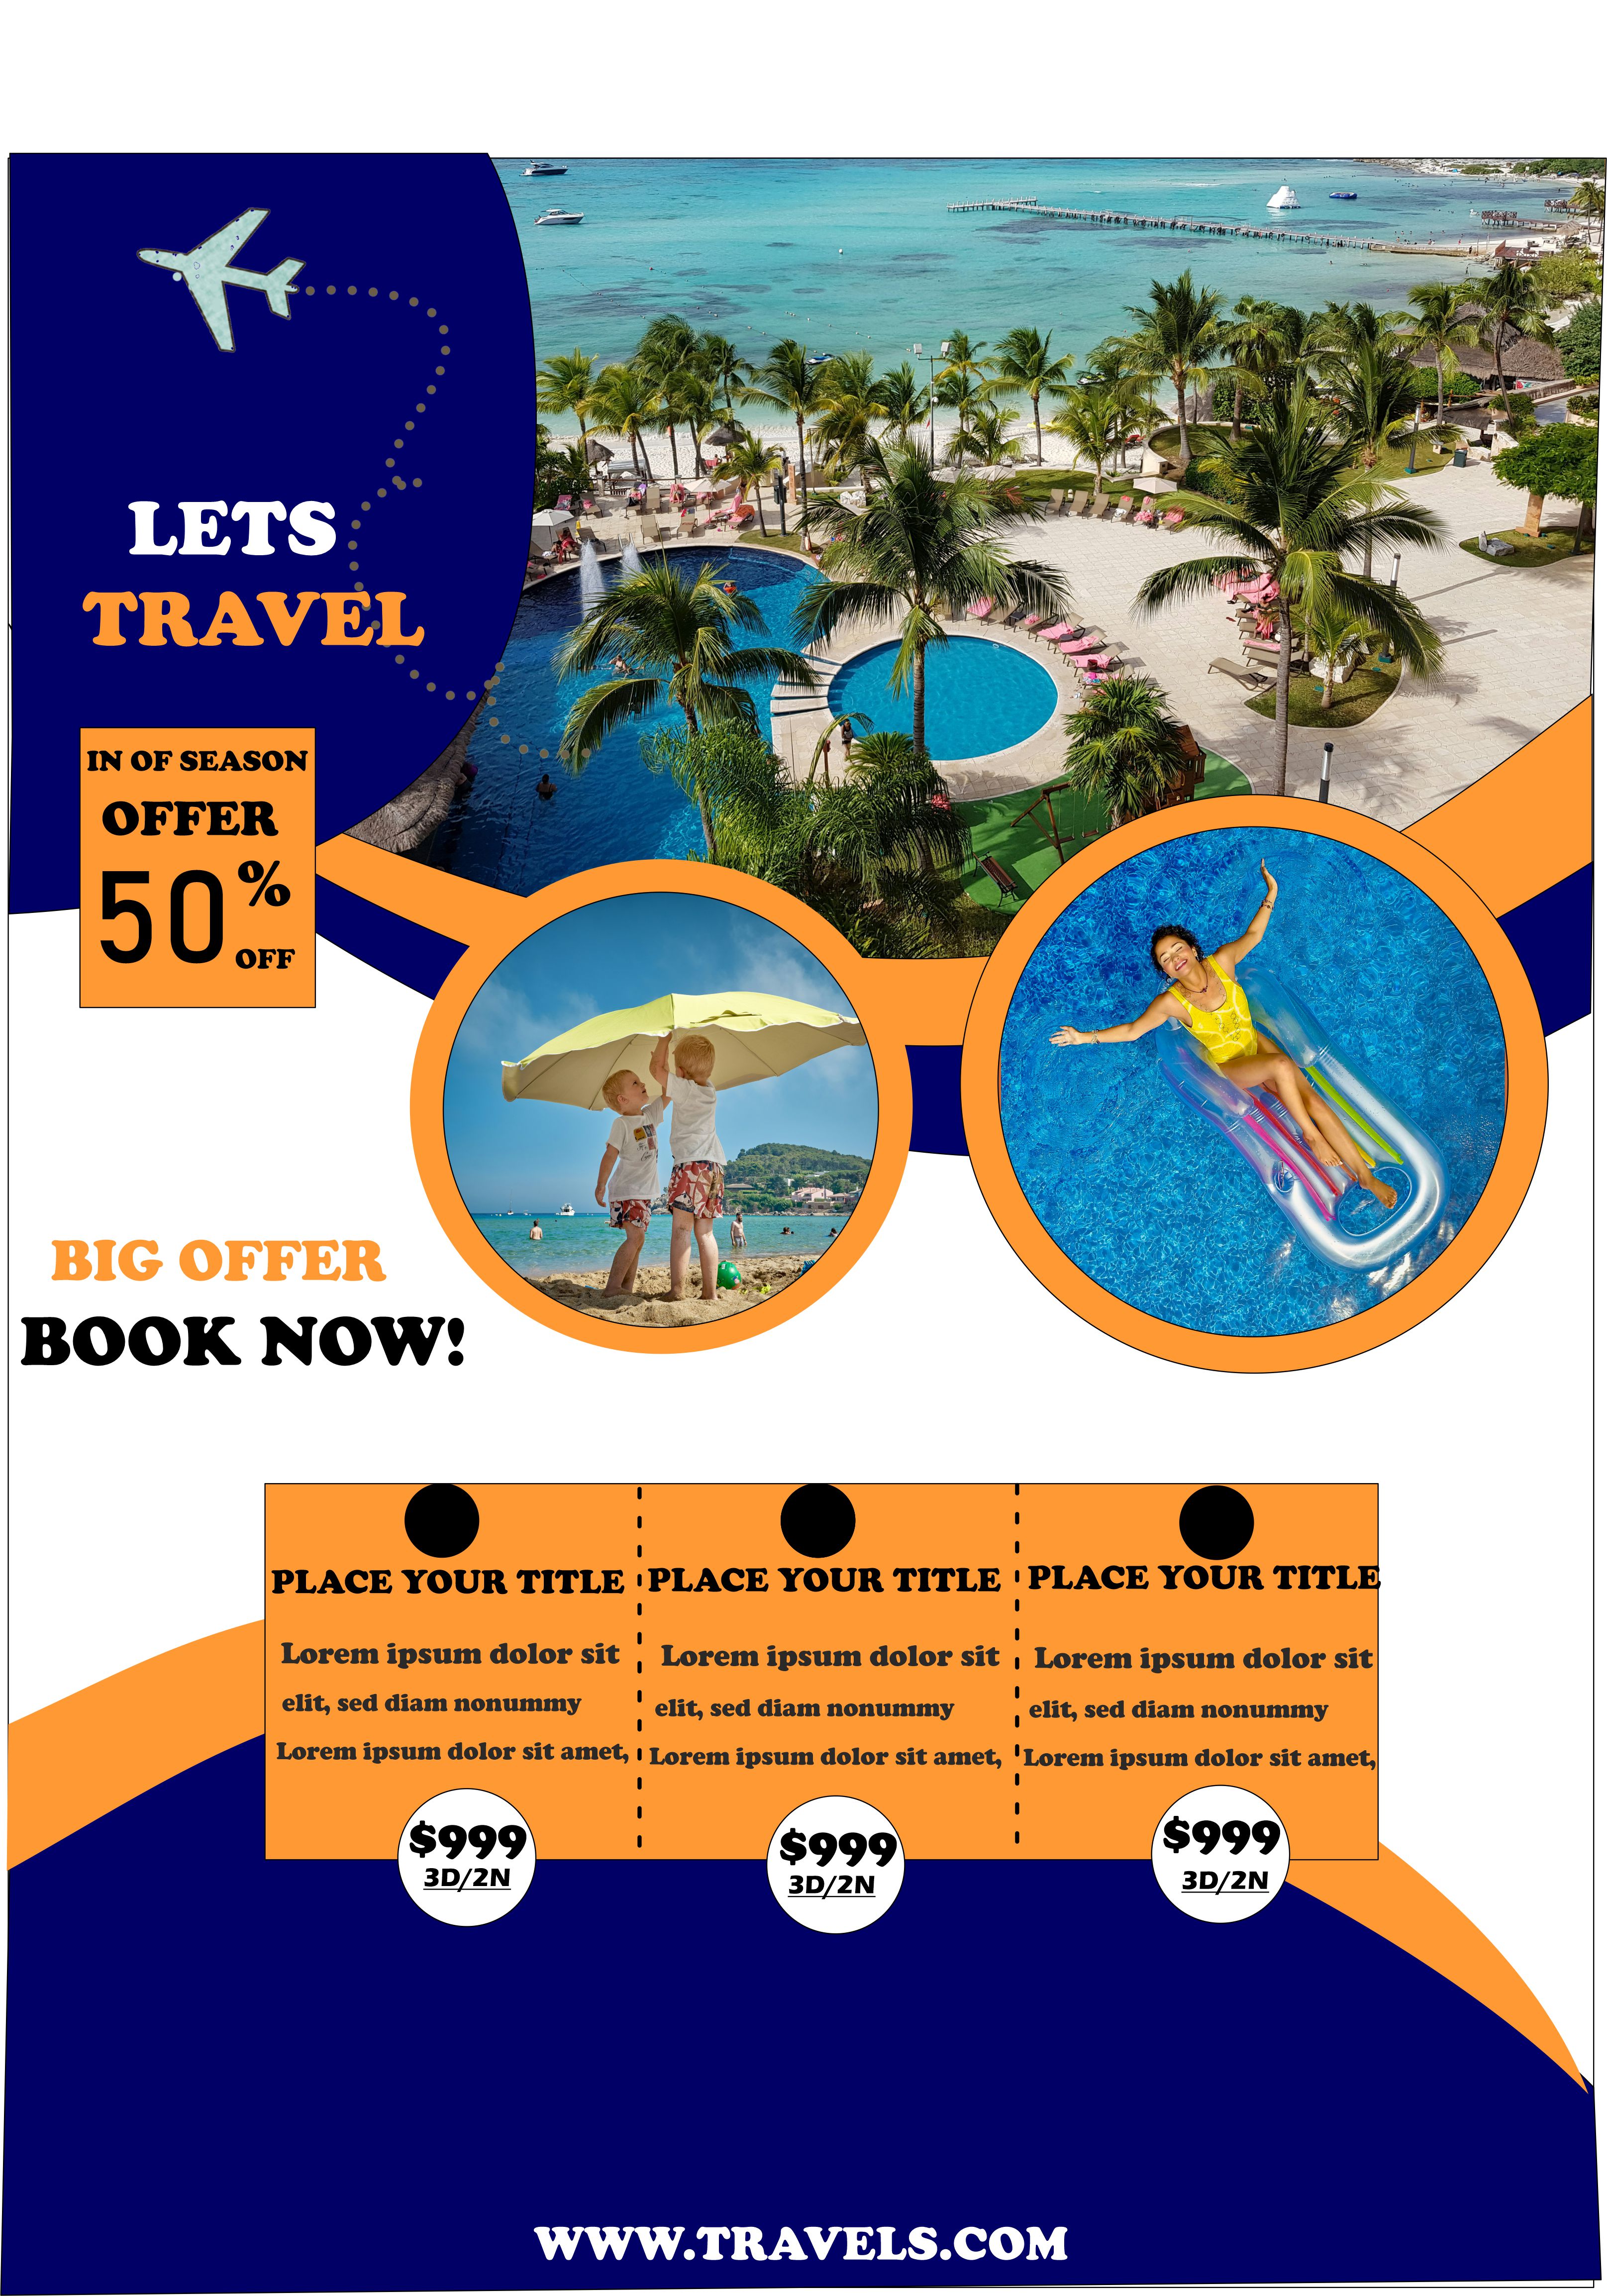 LETS
TRAVEL
IN OF SEASON
OFFER
50%
OFF
BIG OFFER
BOOK NOW!
PLACE YOUR TITLE
Lorem ipsum dolor sit
elit, sed diam nonummy
Lorem ipsum dolor sit amet,
$999
3D/2N
PLACE YOUR TITLE
Lorem ipsum dolor sit
elit, sed diam nonummy
Lorem ipsum dolor sit amet,
$999
3D/2N
PLACE YOUR TITLE
Lorem ipsum dolor sit
elit, sed diam nonummy
Lorem ipsum dolor sit amet,
$999
3D/2N
WWW.TRAVELS.COM